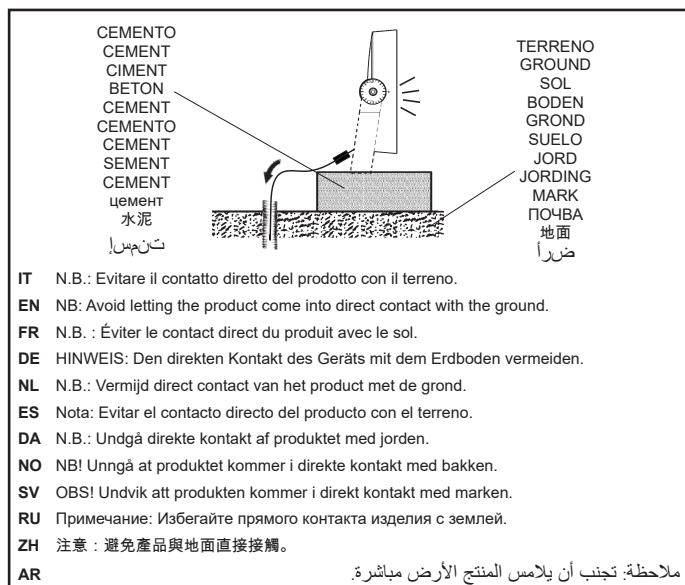 CEMENTO
CEMENT
CIMENT
BETON
CEMENT
CEMENTO
CEMENT
SEMENT
CEMENT
цемент
水泥
تنمسإ
TERRENO
GROUND
SOL
BODEN
GROND
SUELO
JORD
JORDING
MARK
ПОЧВА
地面
ضرأ
IT N.B.: Evitare il contatto diretto del prodotto con il terreno.
EN NB: Avoid letting the product come into direct contact with the ground.
FR N.B. : Éviter le contact direct du produit avec le sol.
DE HINWEIS: Den direkten Kontakt des Geräts mit dem Erdboden vermeiden.
NL N.B.: Vermijd direct contact van het product met de grond.
ES Nota: Evitar el contacto directo del producto con el terreno.
DA N.B.: Undgå direkte kontakt af produktet med jorden.
NO NB! Unngå at produktet kommer i direkte kontakt med bakken.
SV OBS! Undvik att produkten kommer i direkt kontakt med marken.
RU Примечание: Избегайте прямого контакта изделия с землей.
ZH 注意：避免產品與地面直接接觸。
AR ملاحظة: تجنب أن يلامس المنتج الأرض مباشرة.